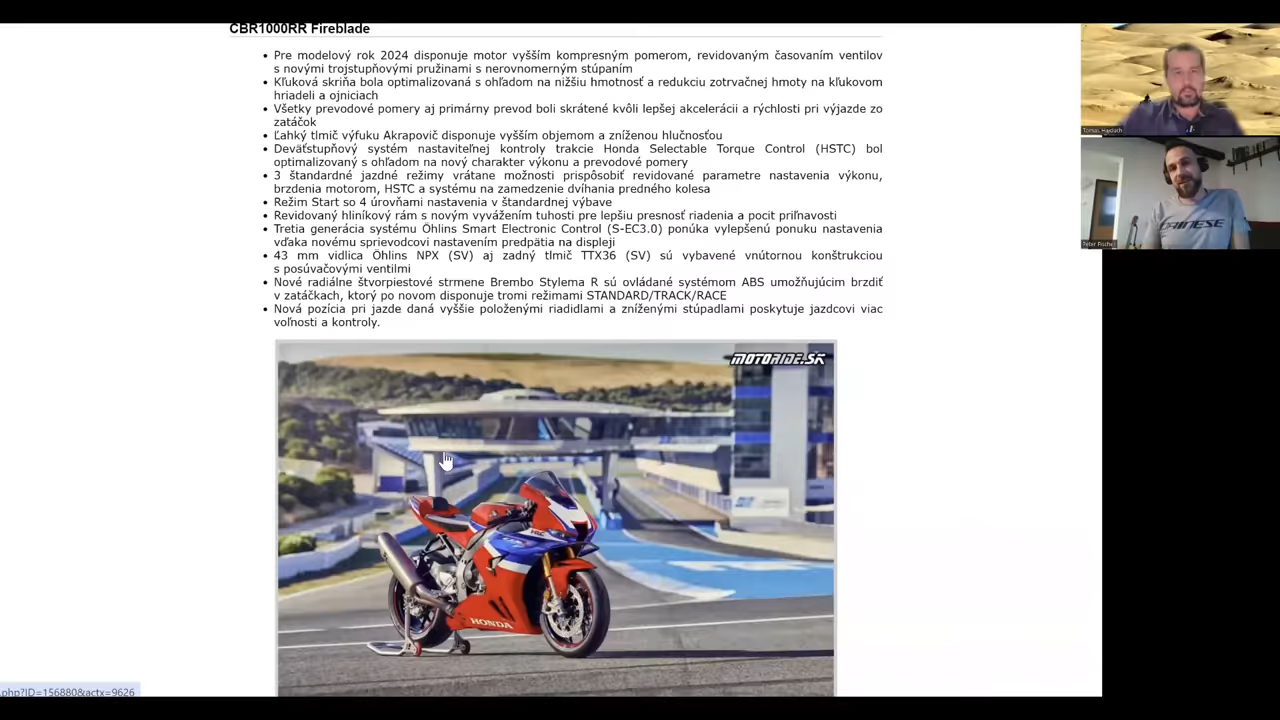 CBR1000RR Fireblade
Pre modelový rok 2024 disponuje motor vyšším kompresným pomerom, revidovaným časovaním ventilov
s novými trojstupňovými pružinami s nerovnomerným stúpaním
Kľuková skriňa bola optimalizovaná s ohľadom na nižšiu hmotnosť a redukciu zotrvačnej hmoty na kľukovom
hriadeli a ojniciach
Všetky prevodové pomery aj primárny prevod boli skrátené kvôli lepšej akcelerácii a rýchlosti pri výjazde zo
zatáčok
Ľahký tlmič výfuku Akrapovič disponuje vyšším objemom a zníženou hlučnosťou
Deväťstupňový systém nastaviteľnej kontroly trakcie Honda Selectable Torque Control (HSTC) bol
optimalizovaný s ohľadom na nový charakter výkonu a prevodové pomery
3 štandardné jazdné režimy vrátane možnosti prispôsobiť revidované parametre nastavenia výkonu,
brzdenia motorom, HSTC a systému na zamedzenie dvíhania predného kolesa
Režim Start so 4 úrovňami nastavenia v štandardnej výbave
Revidovaný hliníkový rám s novým vyvážením tuhosti pre lepšiu presnosť riadenia a pocit priľnavosti
Tretia generácia systému Öhlins Smart Electronic Control (S-EC3.0) ponúka vylepšenú ponuku nastavenia
vďaka novému sprievodcovi nastavením predpätia na displeji
43 mm vidlica Öhlins NPX (SV) aj zadný tlmič TTX36 (SV) sú vybavené vnútornou konštrukciou
s posúvačovými ventilmi
Nové radiálne štvorpiestové strmene Brembo Stylema R sú ovládané systémom ABS umožňujúcim brzdiť
v zatáčkach, ktorý po novom disponuje tromi režimami STANDARD/TRACK/RACE
Nová pozícia pri jazde daná vyššie položenými riadidlami a zníženými stúpadlami poskytuje jazdcovi viac
voľnosti a kontroly.
MOTORIDE.SK
HRC
HONDA
.php?ID=156880&actx=9626
Peter Fischer